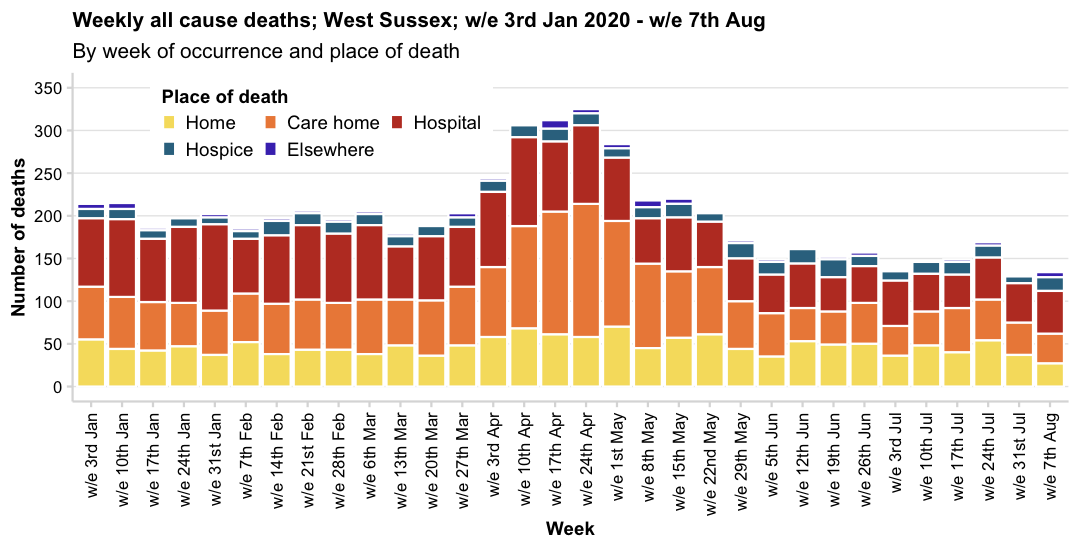 Weekly all cause deaths; West Sussex; w/e 3rd Jan 2020 - w/e 7th Aug
By week of occurrence and place of death
Place of death
Home Care home Hospital
Hospice Elsewhere
Number of deaths
350
300
250
200
150
100
50
0
w/e 3rd Jan
w/e 10th Jan
w/e 17th Jan
w/e 24th Jan
w/e 31st Jan
w/e 7th Feb
w/e 14th Feb
w/e 21st Feb
w/e 28th Feb
w/e 6th Mar
w/e 13th Mar
w/e 20th Mar
w/e 27th Mar
w/e 3rd Apr
w/e 10th Apr
w/e 17th Apr
w/e 24th Apr
w/e 1st May
w/e 8th May
w/e 15th May
w/e 22nd May
w/e 29th May
w/e 5th Jun
w/e 12th Jun
w/e 19th Jun
w/e 26th Jun
w/e 3rd Jul
w/e 10th Jul
w/e 17th Jul
w/e 24th Jul
w/e 31st Jul
w/e 7th Aug
Week